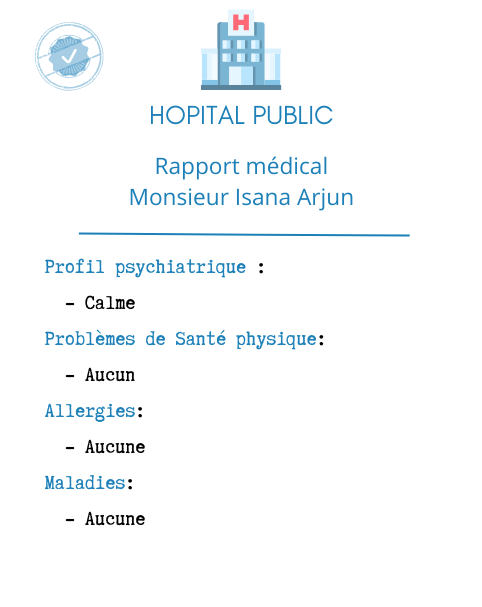 H
HOPITAL PUBLIC
Rapport médical
Monsieur Isana Arjun
Profil psychiatrique :
- Calme
Problèmes de Santé physique:
- Aucun
Allergies:
- Aucune
Maladies:
- Aucune